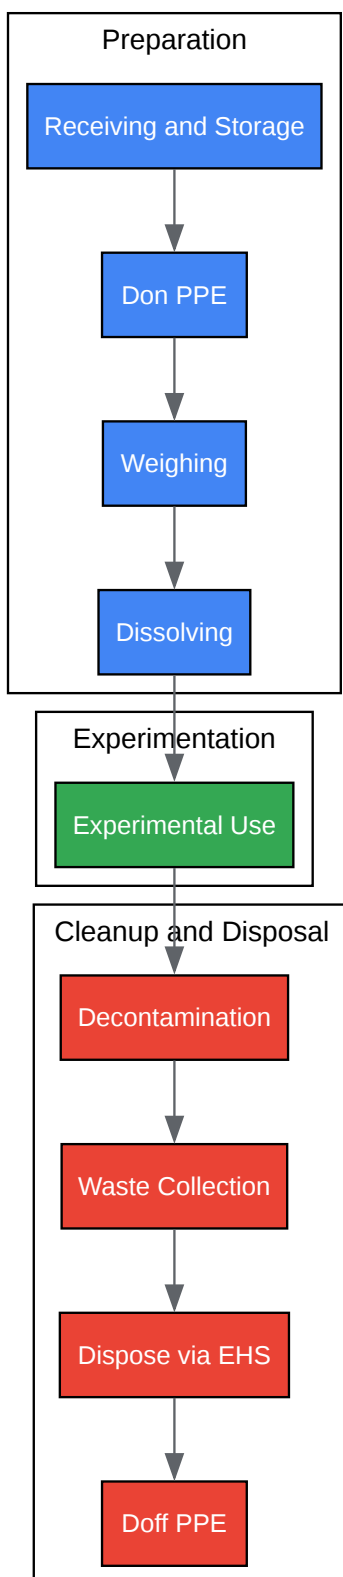 Preparation
Receiving and Storage
Don PPE
Weighing
Dissolving
Experimentation
Experimental Use
Cleanup and Disposal
Decontamination
Waste Collection
Dispose via EHS
Doff PPE